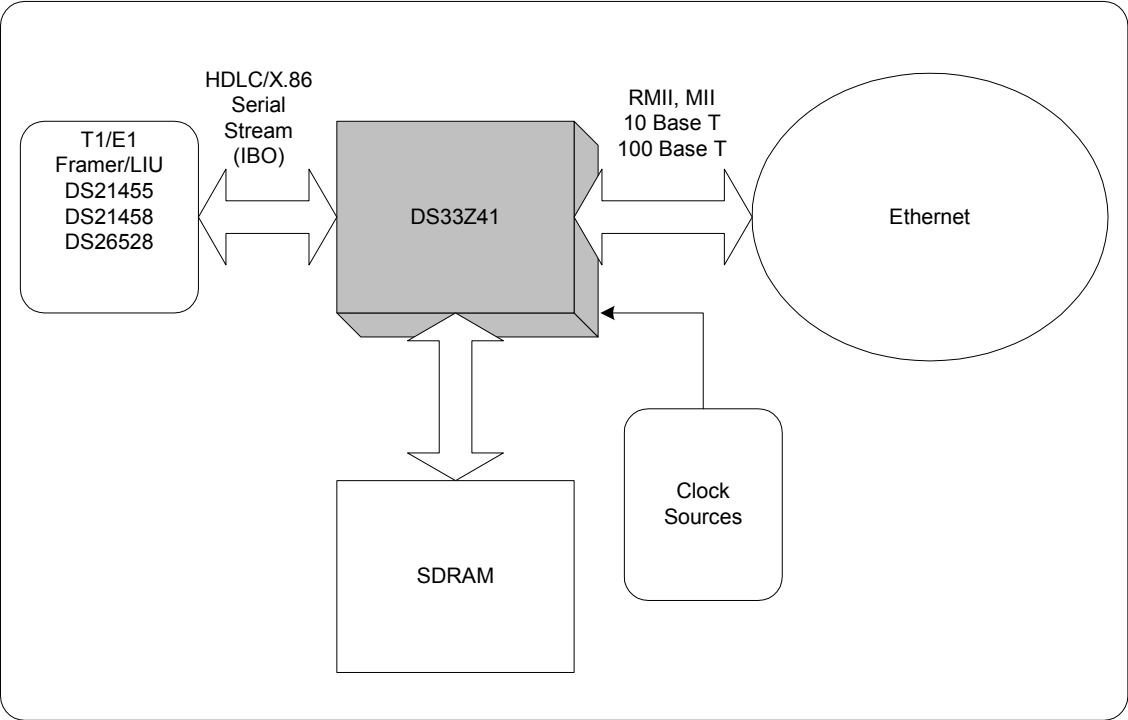 HDLC/X.86
Serial
Stream
(IBO)
RMII, MII
10 Base T
100 Base T
T1/E1
Framer/LIU
DS21455
DS21458
DS26528
DS33Z41
Ethernet
Clock
Sources
SDRAM